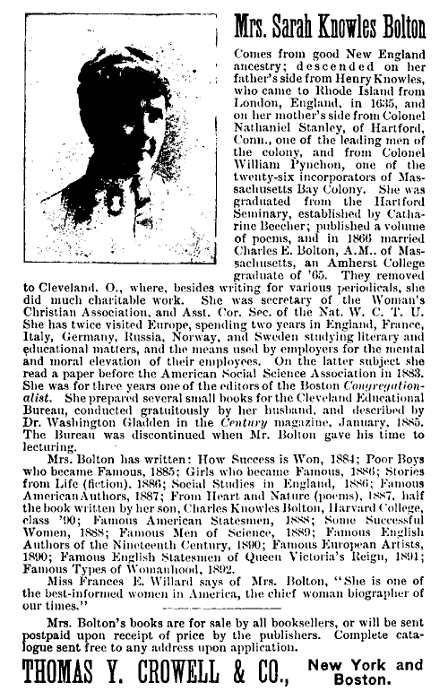 Mrs. Sarah Knowles Bolton
Comes from good New England
ancestry; descended on her
father's side from Henry Knowles,
who came to Rhode Island from
London, England, in 1635, and
on her mother's side from Colonel
Nathaniel Stanley, of Hartford,
Conn., one of the leading men of
the colony, and from Colonel
William Pynchon, one of the
twenty-six incorporators of Mas-
sachusetts Bay Colony. She was
graduated from the Hartford
Seminary, established by Catha-
rine Beecher; published a volume
of poems, and in 1866 married
Charles E. Bolton, A.M., of Mas-
sachusetts, an Amherst College
graduate of '65. They removed
to Cleveland, O., where, besides writing for various periodicals, she
did much charitable work. She was secretary of the Woman's
Christian Association, and Asst. Cor. Sec. of the Nat. W. C. T. U.
She has twice visited Europe, spending two years in England, France,
Italy, Germany, Russia, Norway, and Sweden studying literary and
educational matters, and the means used by employers for the mental
and moral elevation of their employees. On the latter subject she
read a paper before the American Social Science Association in 1883.
She was for three years one of the editors of the Boston Congregation-
alist. She prepared several small books for the Cleveland Educational
Bureau, conducted gratuitously by her husband, and described by
Dr. Washington Gladden in the Century magazine, January, 1885.
The Bureau was discontinued when Mr. Bolton gave his time to
lecturing.
Mrs. Bolton has written: How Success is Won, 1884; Poor Boys
who became Famous, 1885; Girls who became Famous, 1886; Stories
from Life (fiction), 1886; Social Studies in England, 1886; Famous
American Authors, 1887; From Heart and Nature (poems), 1887, half
the book written by her son, Charles Knowles Bolton, Harvard College,
class '90; Famous American Statesmen, 1888; Some Successful
Women, 1888; Famous Men of Science, 1889; Famous English
Authors of the Nineteenth Century, 1890; Famous European Artists,
1890; Famous English Statesmen of Queen Victoria's Reign, 1891;
Famous Types of Womanhood, 1892.
Miss Frances E. Willard says of Mrs. Bolton, "She is one of
the best-informed women in America, the chief woman biographer of
our times."
Mrs. Bolton's books are for sale by all booksellers, or will be sent
postpaid upon receipt of price by the publishers. Complete cata-
logue sent free to any address upon application.
THOMAS Y. CROWELL & CO., New York and
Boston.